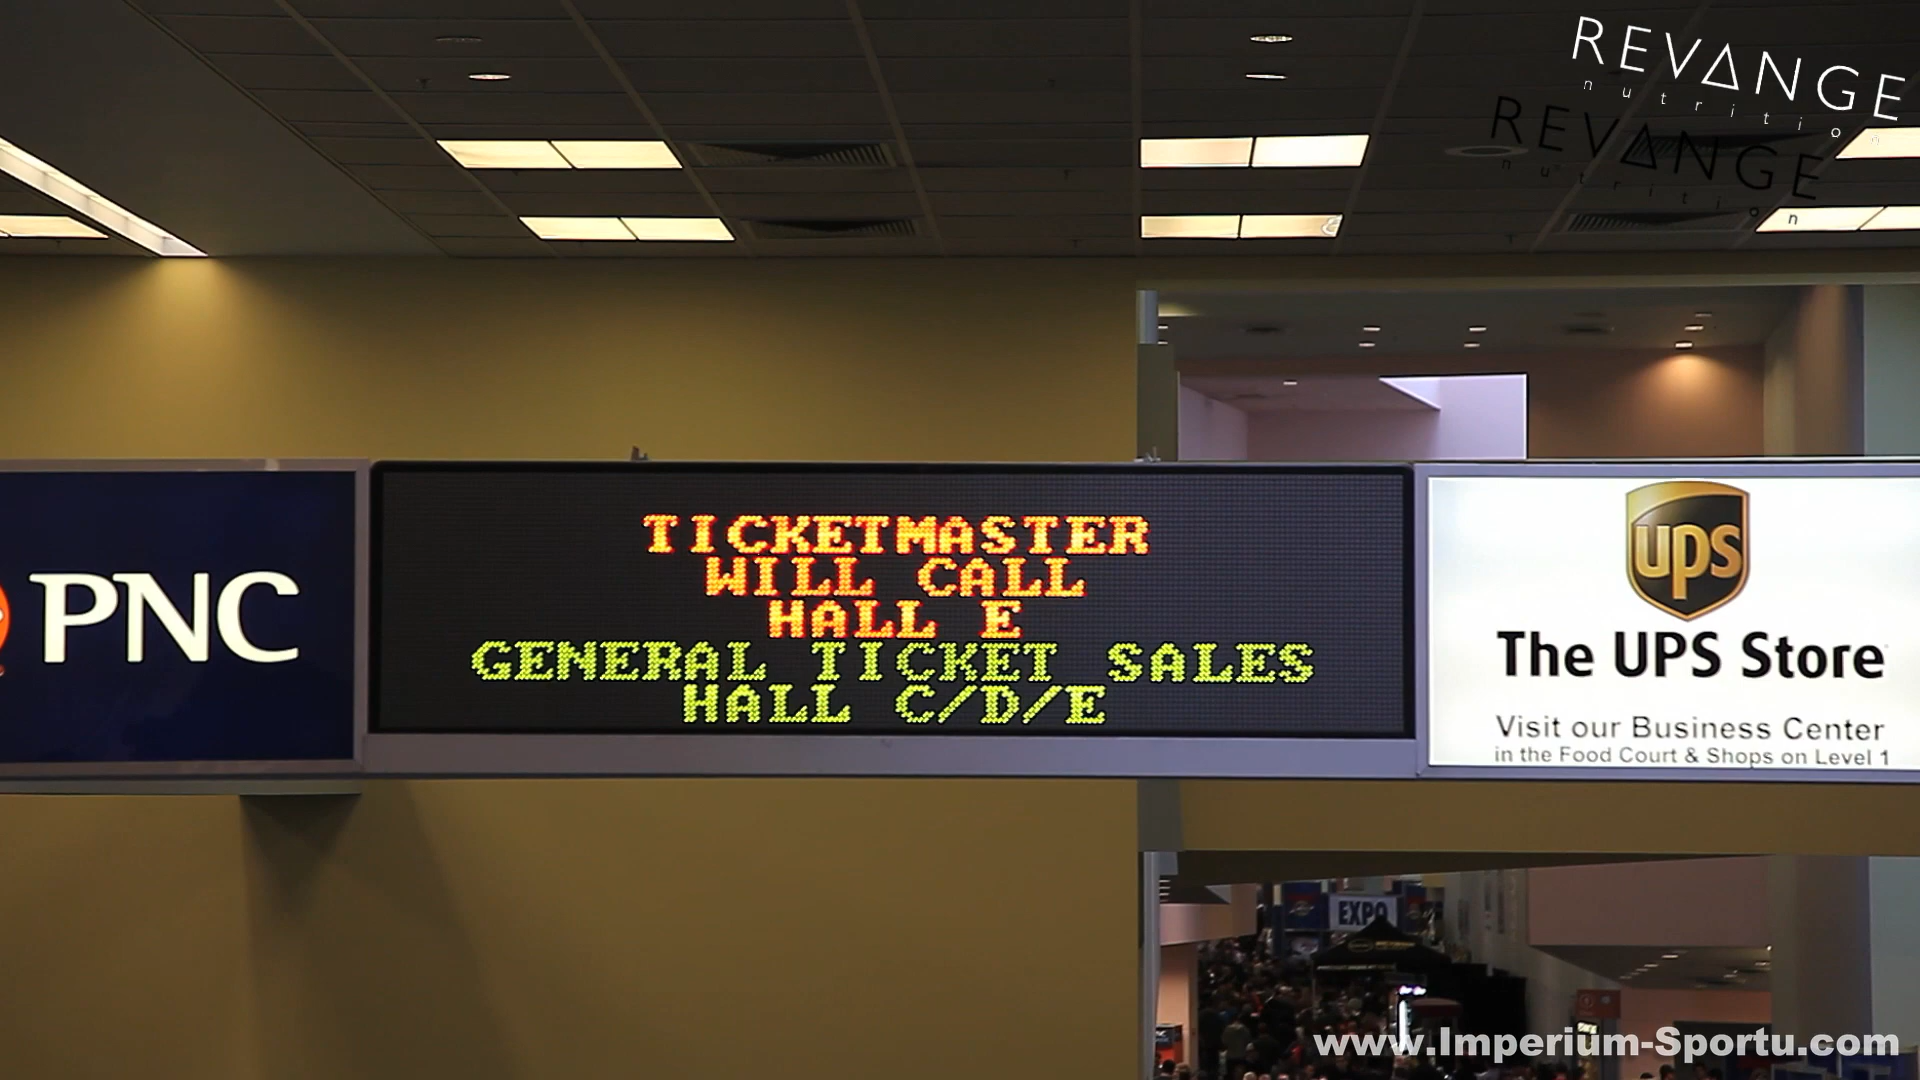 REVANGE
nutrition
REVANGE
nutrition
PNC
TICKETMASTER
WILL CALL
HALL E
GENERAL TICKET SALES
HALL C/D/E
ups
The UPS Store
Visit our Business Center
in the Food Court & Shops on Level 1
EXPO
www.Imperium-Sportu.com